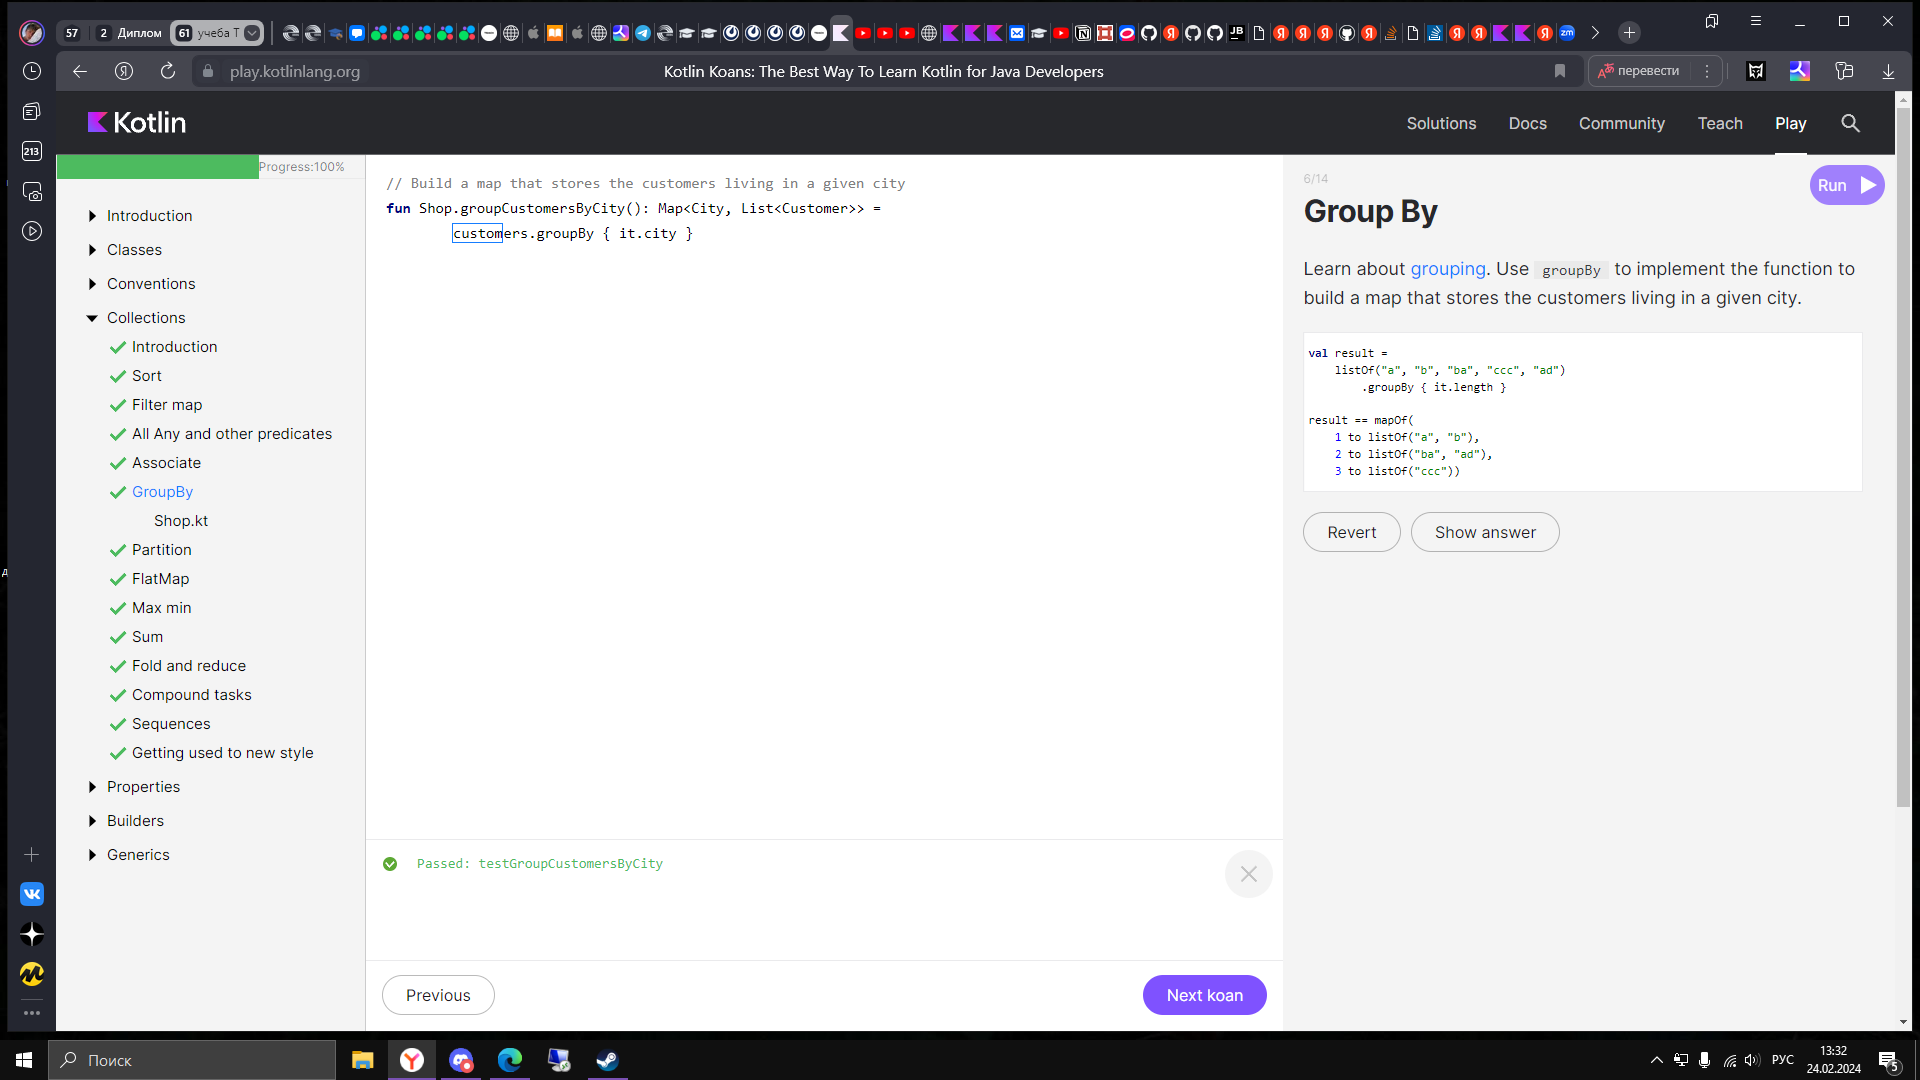 57
2 Диплом
61 учеба Т
play.kotlinlang.org
Kotlin Koans: The Best Way To Learn Kotlin for Java Developers
перевести
213
Kotlin
Solutions
Docs
Community
Teach
Play
Progress:100%
Introduction
Classes
Conventions
Collections
Introduction
Sort
Filter map
All Any and other predicates
Associate
GroupBy
Shop.kt
Partition
FlatMap
Max min
Sum
Fold and reduce
Compound tasks
Sequences
Getting used to new style
Properties
Builders
Generics
// Build a map that stores the customers living in a given city
fun Shop.groupCustomersByCity(): Map<City, List<Customer>> =
customers.groupBy { it.city }
Passed: testGroupCustomersByCity
Previous
Next koan
6/14
Run
Group By
Learn about grouping. Use groupBy to implement the function to
build a map that stores the customers living in a given city.
val result =
listOf("a", "b", "ba", "ccc", "ad")
.groupBy { it.length }
result == mapOf(
1 to listOf("a", "b"),
2 to listOf("ba", "ad"),
3 to listOf("ccc"))
Revert
Show answer
Поиск
РУС
13:32
24.02.2024
5